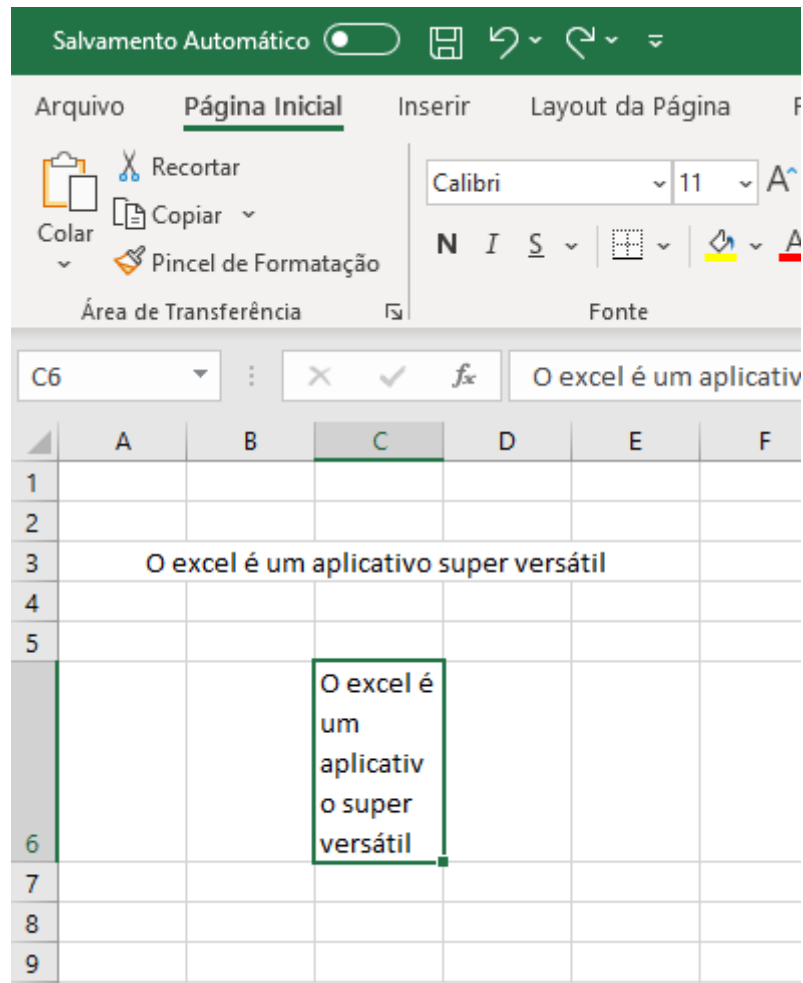 Salvamento Automático
Arquivo Página Inicial Inserir Layout da Página
Recortar
Copiar
Colar
Pincel de Formatação
Área de Transferência
Calibri 11 A
N I S A
Fonte
C6 fx O excel é um aplicativ
A B C D E F
1
2
3 O excel é um aplicativo super versátil
4
5
6 O excel é
um
aplicativ
o super
versátil
7
8
9